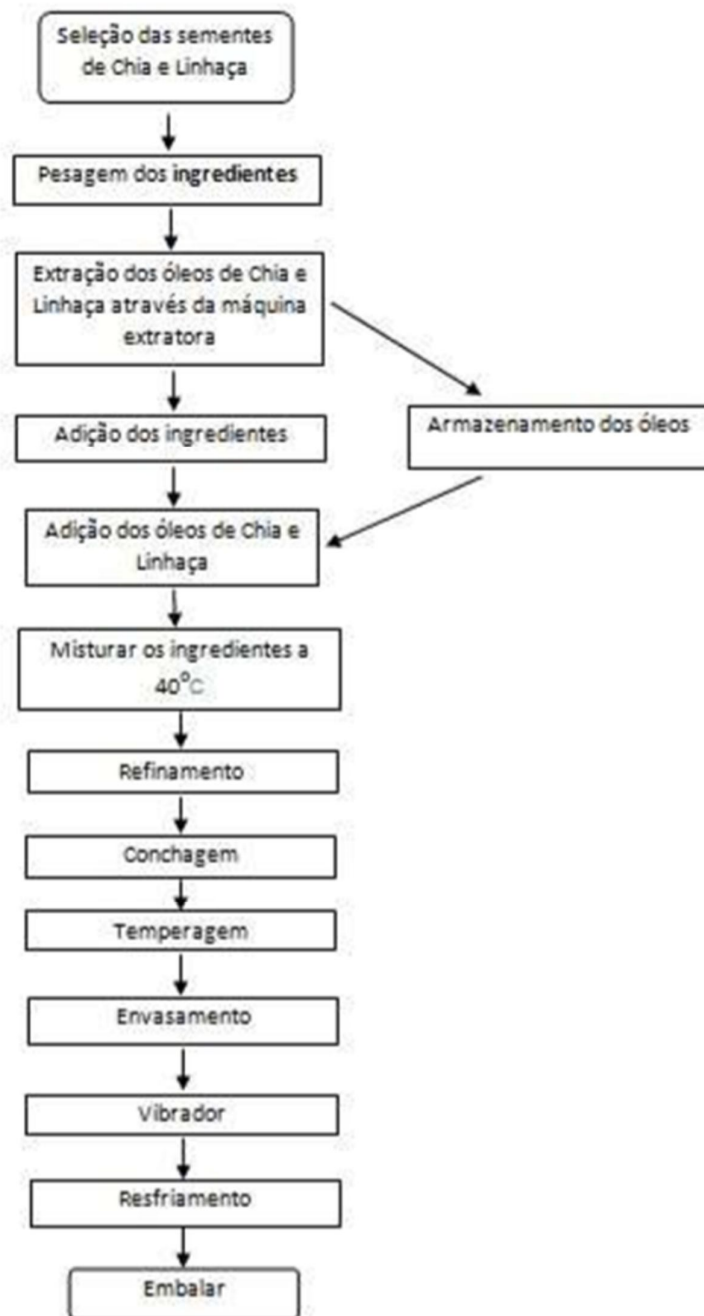 Seleção das sementes
de Chia e Linhaça
Pesagem dos ingredientes
Extração dos óleos de Chia e
Linhaça através da máquina
extratora
Adição dos ingredientes
Armazenamento dos óleos
Adição dos óleos de Chia e
Linhaça
Misturar os ingredientes a
40°C
Refinamento
Conchagem
Temperagem
Envasamento
Vibrador
Resfriamento
Embalar